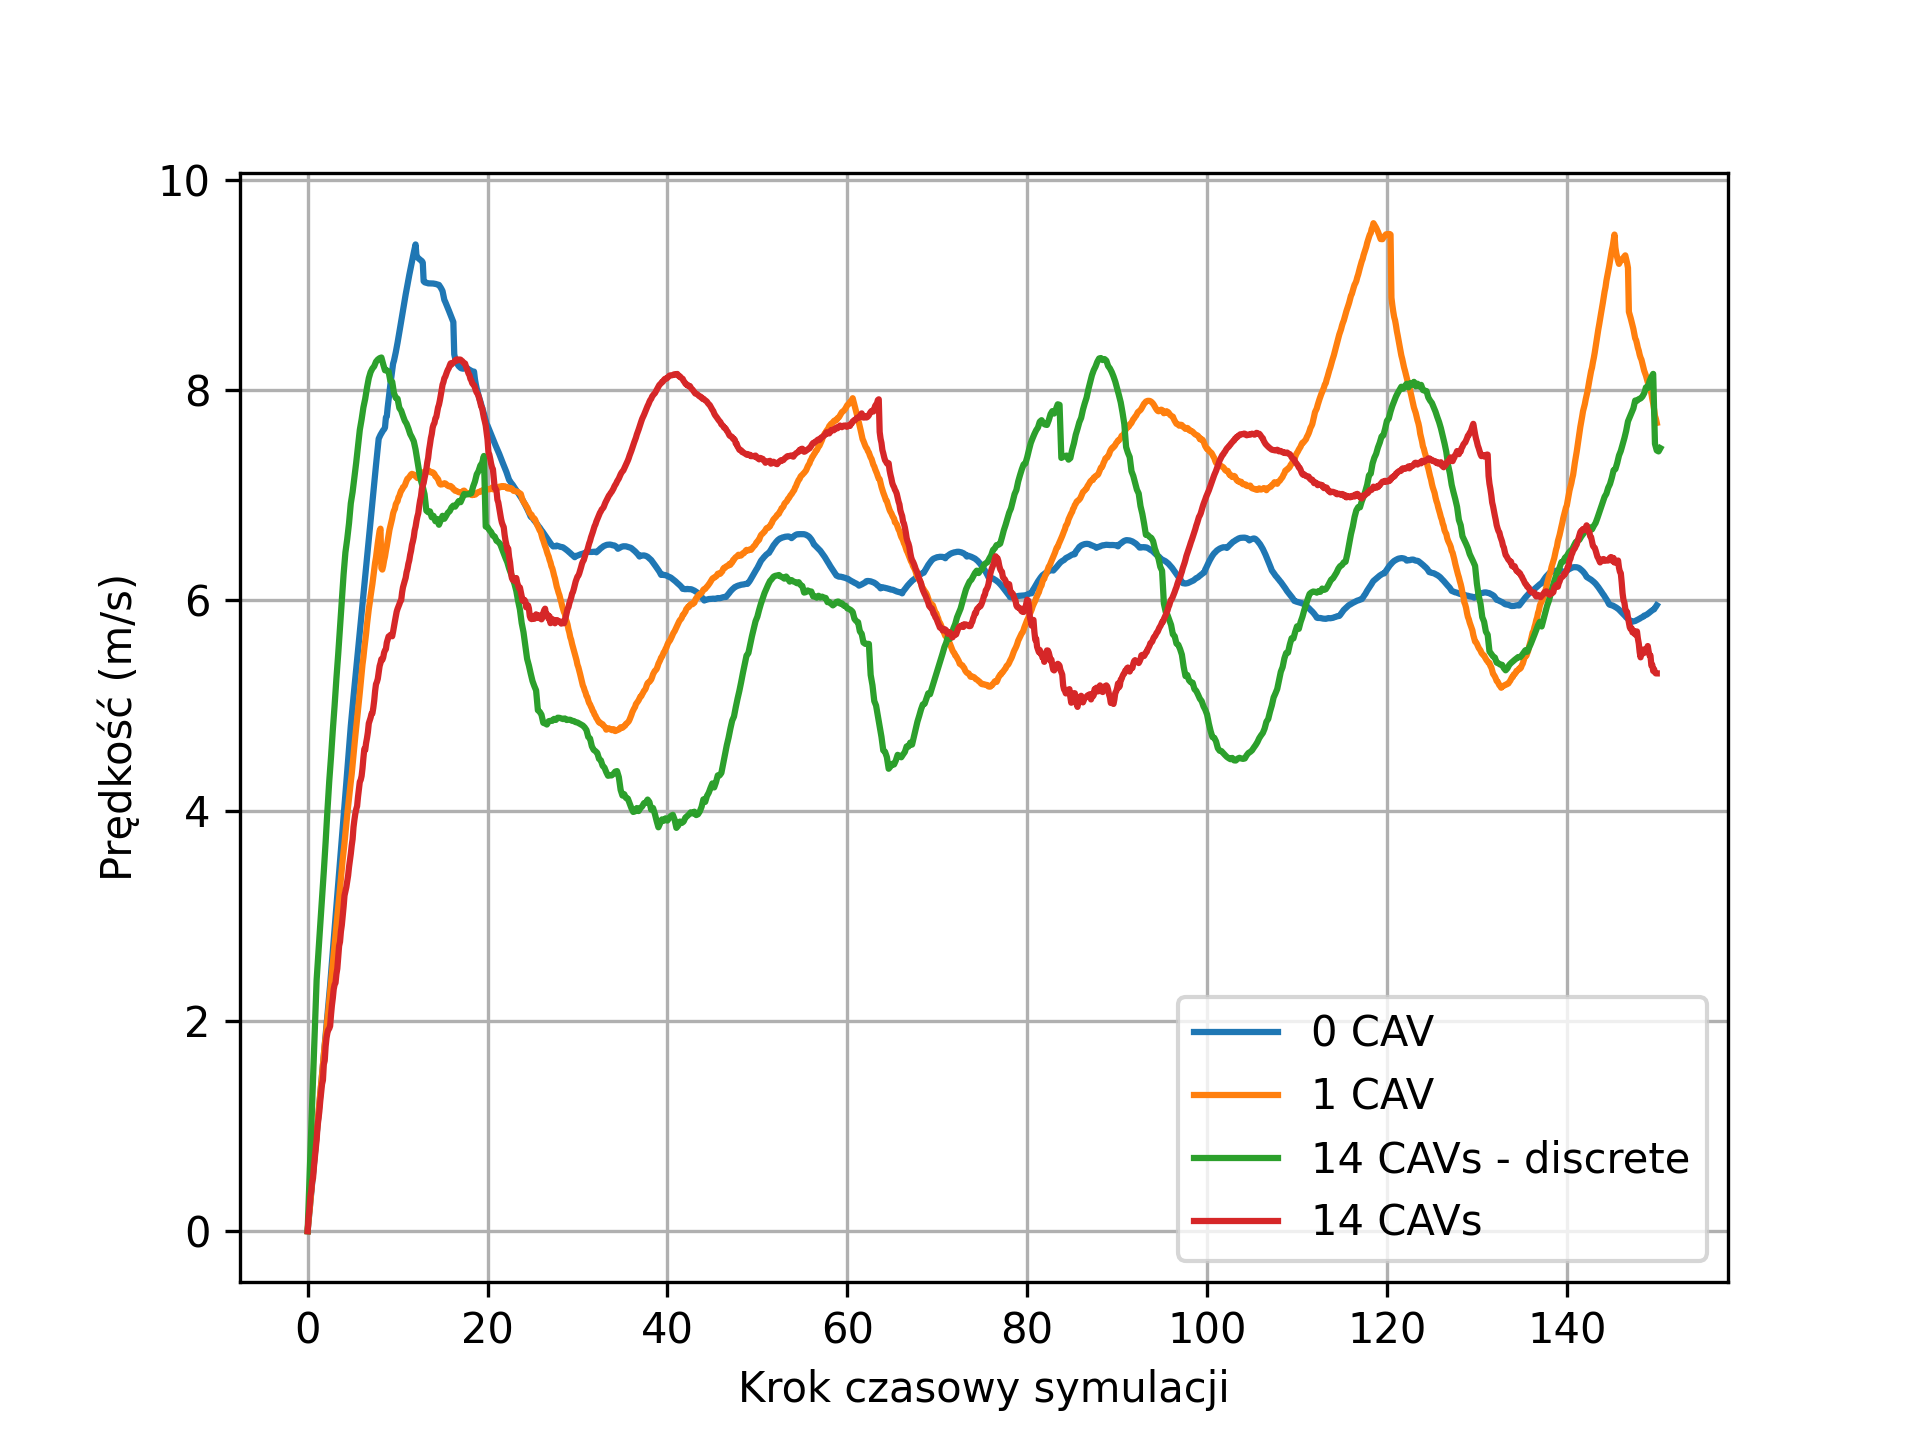 10
8
6
4
2
0
Prędkość (m/s)
0 CAV
1 CAV
14 CAVs - discrete
14 CAVs
0 20 40 60 80 100 120 140
Krok czasowy symulacji